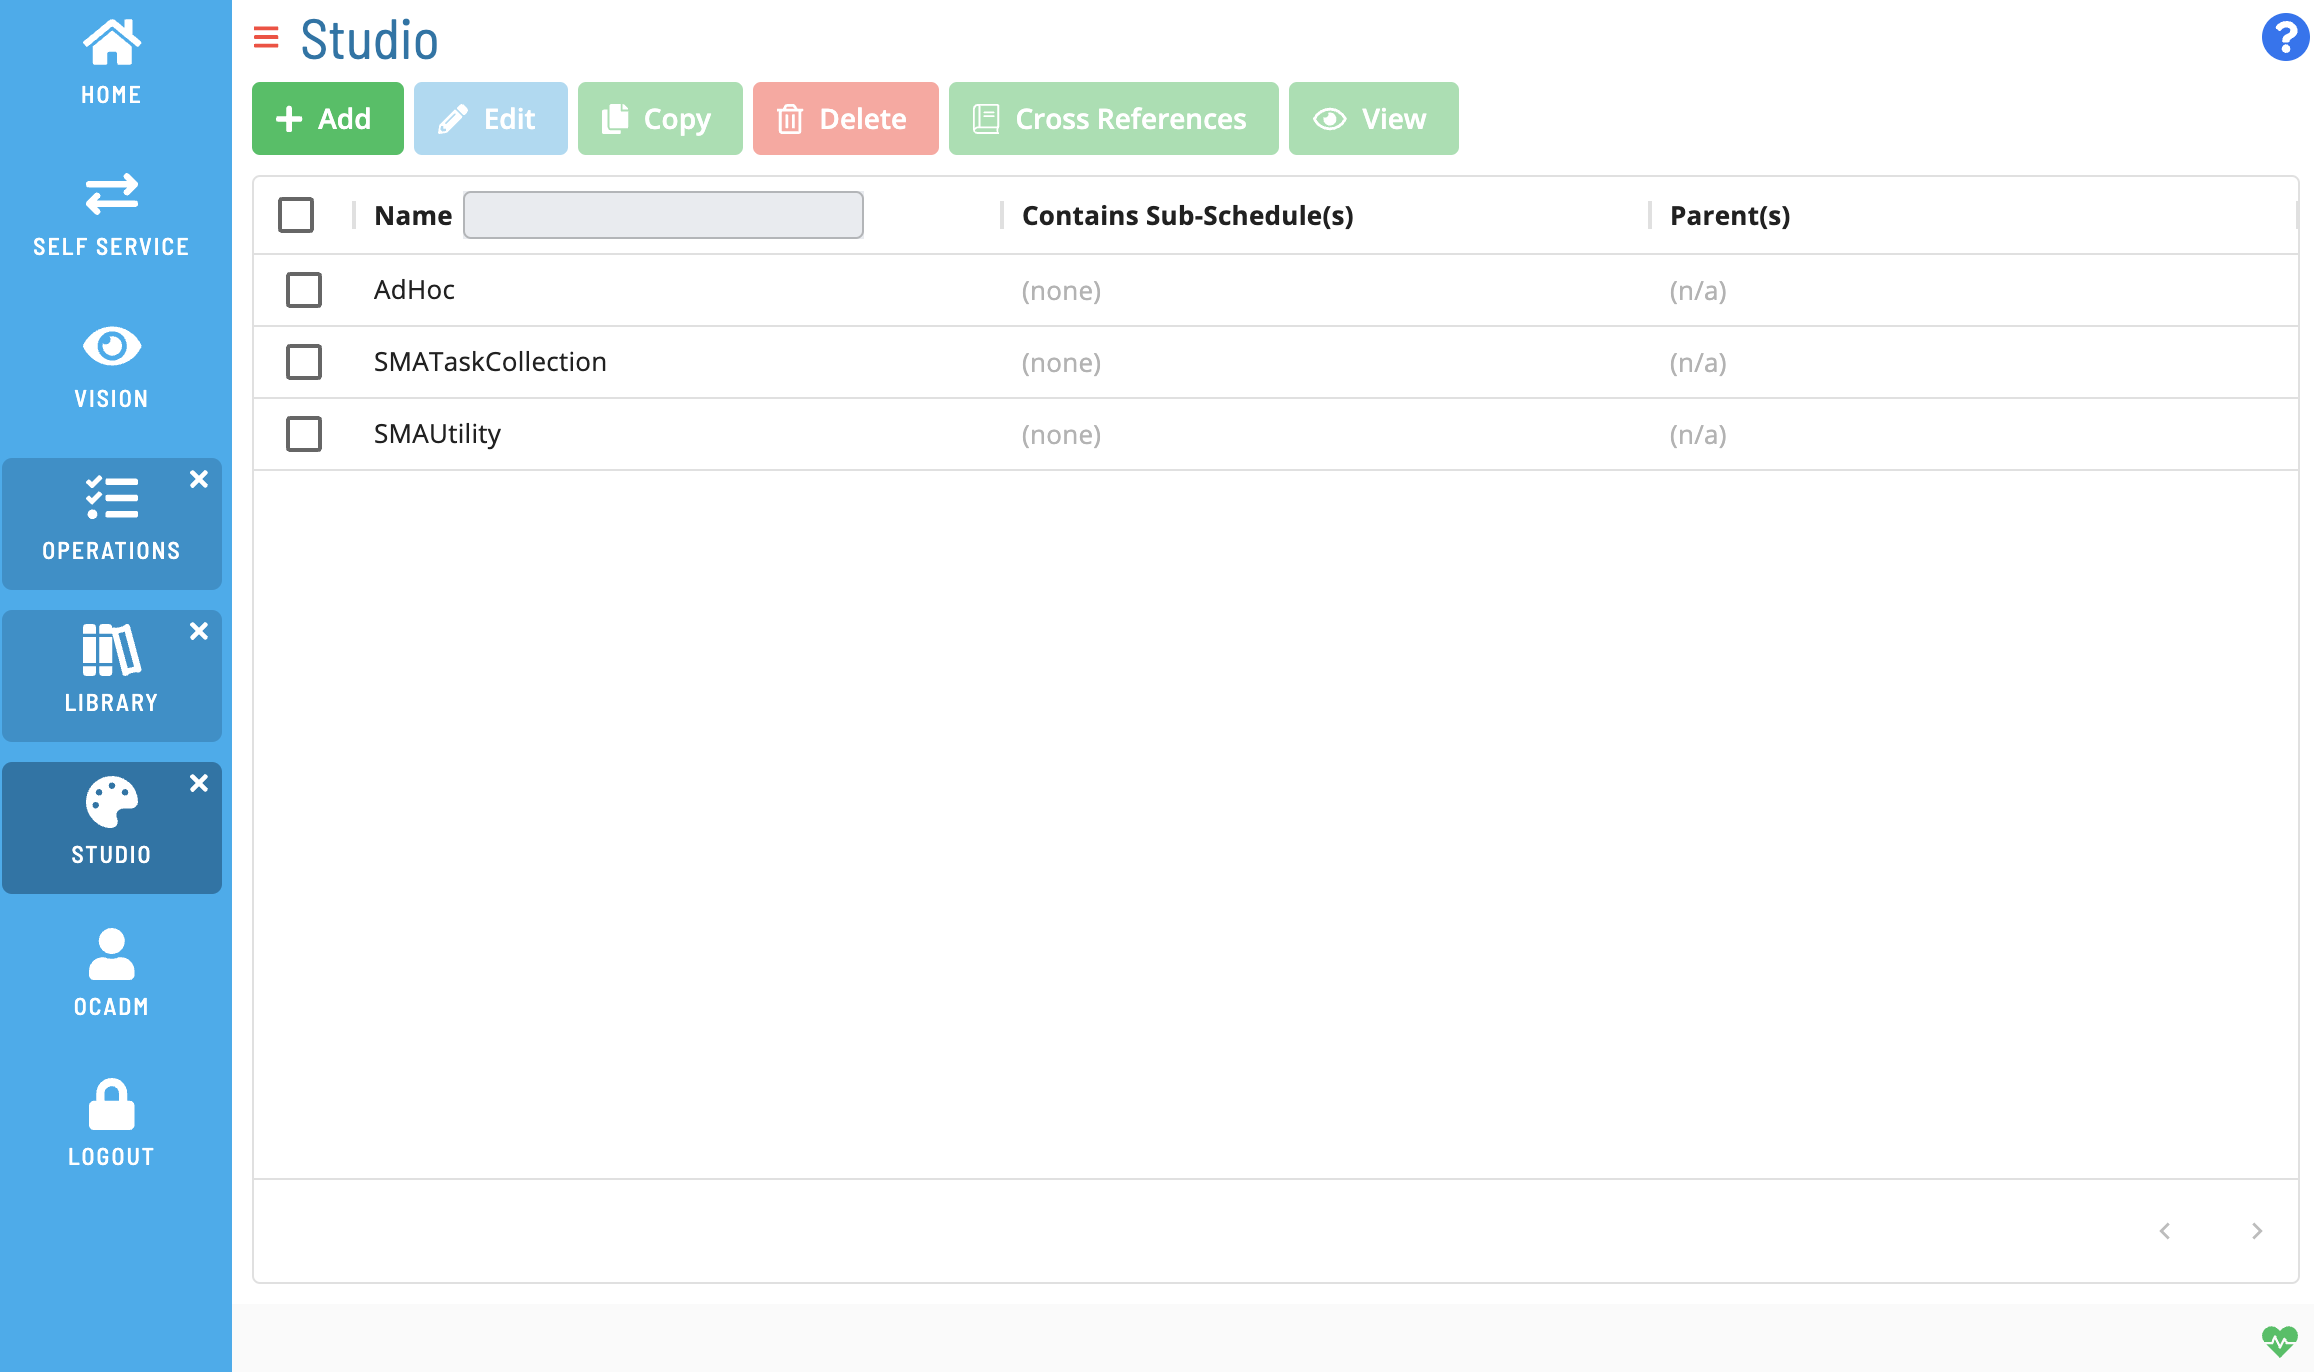 HOME
SELF SERVICE
VISION
OPERATIONS
LIBRARY
STUDIO
OCADM
LOGOUT
Studio
?
Add Edit Copy Delete Cross References View
Name Contains Sub-Schedule(s) Parent(s)
AdHoc (none) (n/a)
SMATaskCollection (none) (n/a)
SMAUtility (none) (n/a)